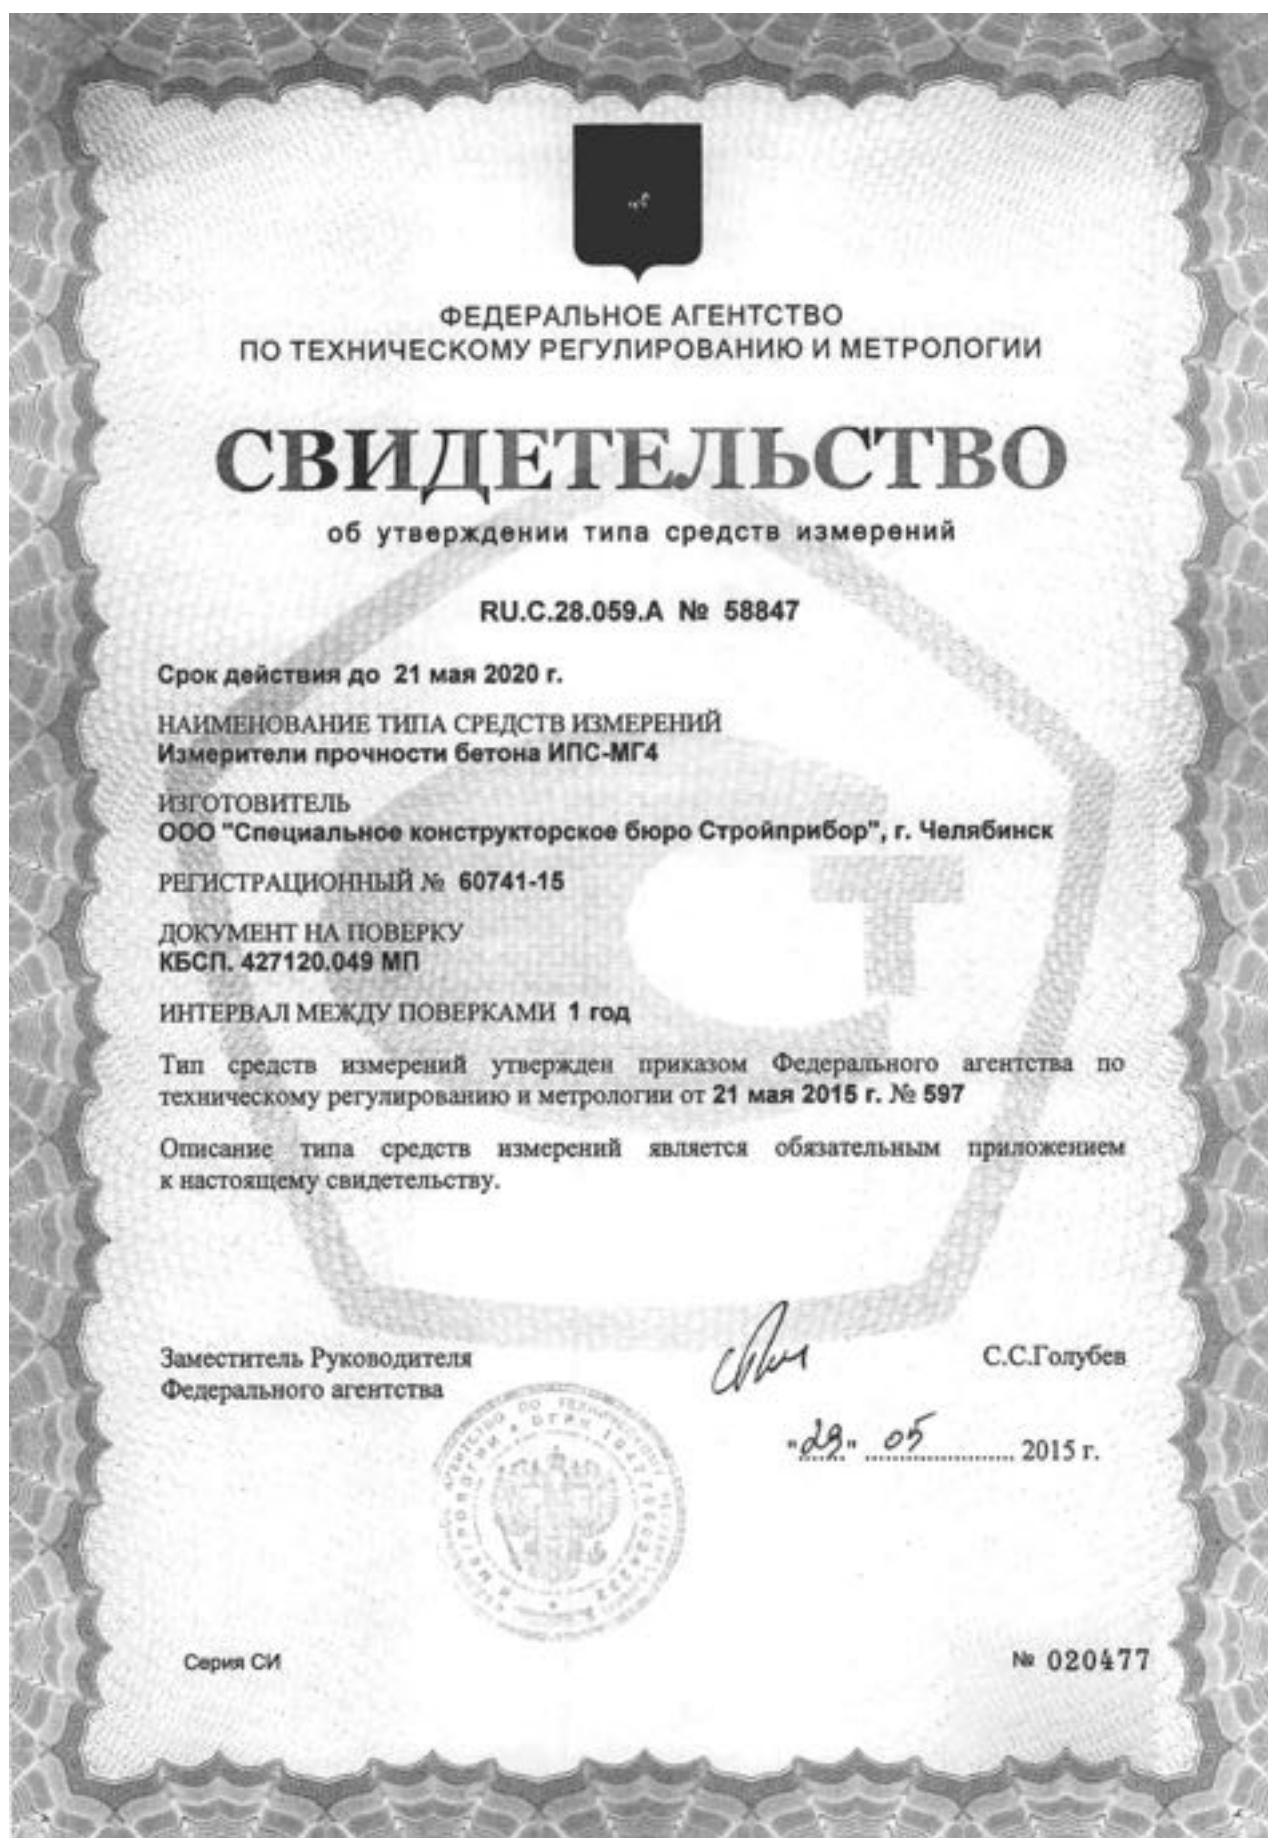 ФЕДЕРАЛЬНОЕ АГЕНТСТВО
ПО ТЕХНИЧЕСКОМУ РЕГУЛИРОВАНИЮ И МЕТРОЛОГИИ
СВИДЕТЕЛЬСТВО
об утверждении типа средств измерений
RU.C.28.059.A № 58847
Срок действия до 21 мая 2020 г.
НАИМЕНОВАНИЕ ТИПА СРЕДСТВ ИЗМЕРЕНИЙ
Измерители прочности бетона ИПС-МГ4
ИЗГОТОВИТЕЛЬ
ООО "Специальное конструкторское бюро Стройприбор", г. Челябинск
РЕГИСТРАЦИОННЫЙ № 60741-15
ДОКУМЕНТ НА ПОВЕРКУ
КБСП. 427120.049 МП
ИНТЕРВАЛ МЕЖДУ ПОВЕРКАМИ 1 год
Тип средств измерений утвержден приказом Федерального агентства по
техническому регулированию и метрологии от 21 мая 2015 г. № 597
Описание типа средств измерений является обязательным приложением
к настоящему свидетельству.
Заместитель Руководителя
Федерального агентства
С.С.Голубев
"29" 05 2015 г.
Серия СИ
№ 020477